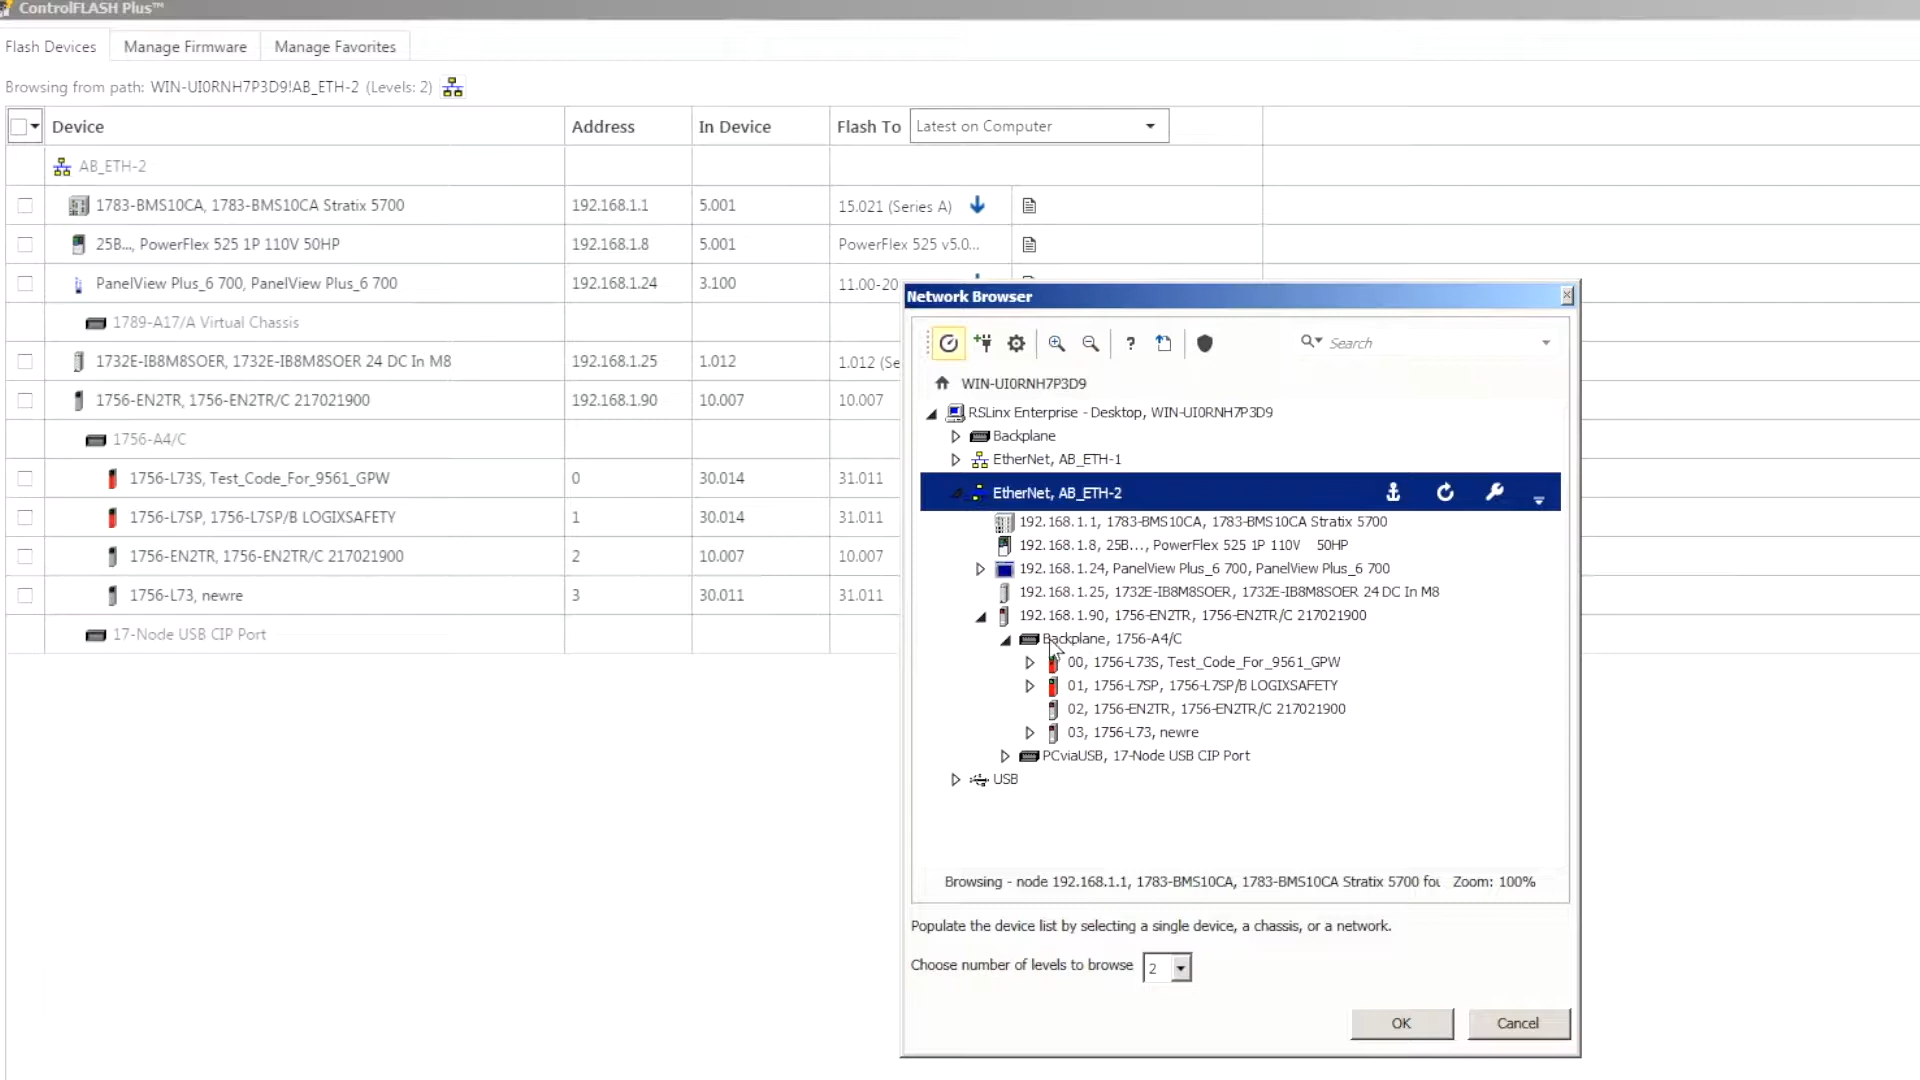 ControlFLASH Plus™
Flash Devices Manage Firmware Manage Favorites
Browsing from path: WIN-UI0RNH7P3D9!AB_ETH-2 (Levels: 2)
Device Address In Device Flash To Latest on Computer
AB_ETH-2
1783-BMS10CA, 1783-BMS10CA Stratix 5700 192.168.1.1 5.001 15.021 (Series A)
25B..., PowerFlex 525 1P 110V 50HP 192.168.1.8 5.001 PowerFlex 525 v5.0...
PanelView Plus_6 700, PanelView Plus_6 700 192.168.1.24 3.100 11.00-20
1789-A17/A Virtual Chassis
1732E-IB8M8SOER, 1732E-IB8M8SOER 24 DC In M8 192.168.1.25 1.012 1.012 (Se
1756-EN2TR, 1756-EN2TR/C 217021900 192.168.1.90 10.007 10.007
1756-A4/C
1756-L73S, Test_Code_For_9561_GPW 0 30.014 31.011
1756-L7SP, 1756-L7SP/B LOGIXSAFETY 1 30.014 31.011
1756-EN2TR, 1756-EN2TR/C 217021900 2 10.007 10.007
1756-L73, newre 3 30.011 31.011
17-Node USB CIP Port
Network Browser
? Search
WIN-UI0RNH7P3D9
RSLinx Enterprise - Desktop, WIN-UI0RNH7P3D9
Backplane
EtherNet, AB_ETH-1
EtherNet, AB_ETH-2
192.168.1.1, 1783-BMS10CA, 1783-BMS10CA Stratix 5700
192.168.1.8, 25B..., PowerFlex 525 1P 110V 50HP
192.168.1.24, PanelView Plus_6 700, PanelView Plus_6 700
192.168.1.25, 1732E-IB8M8SOER, 1732E-IB8M8SOER 24 DC In M8
192.168.1.90, 1756-EN2TR, 1756-EN2TR/C 217021900
Backplane, 1756-A4/C
00, 1756-L73S, Test_Code_For_9561_GPW
01, 1756-L7SP, 1756-L7SP/B LOGIXSAFETY
02, 1756-EN2TR, 1756-EN2TR/C 217021900
03, 1756-L73, newre
PCviaUSB, 17-Node USB CIP Port
USB
Browsing - node 192.168.1.1, 1783-BMS10CA, 1783-BMS10CA Stratix 5700 fou Zoom: 100%
Populate the device list by selecting a single device, a chassis, or a network.
Choose number of levels to browse 2
OK Cancel